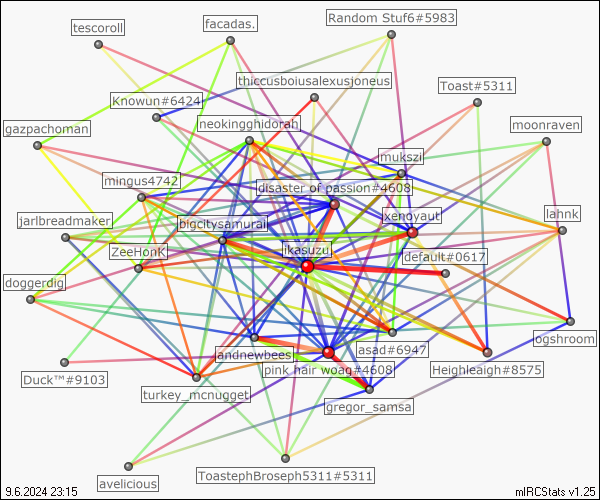 tescoroll
facadas.
Random Stuf6#5983
thiccusboiusalexusjoneus
Toast#5311
Knowun#6424
neokingghidorah
gazpachoman
moonraven
mukszi
mingus4742
disaster of passion#4608
xenoyaut
jarlbreadmaker
bigcitysamurai
lahnk
ZeeHonK
ikasuzu
default#0617
doggerdig
ogshroom
andnewbees
asad#6947
Duck™#9103
turkey_mcnugget
pink hair woag#4608
Heighleaigh#8575
gregor_samsa
avelicious
ToastephBroseph5311#5311
9.6.2024 23:15
mIRCStats v1.25